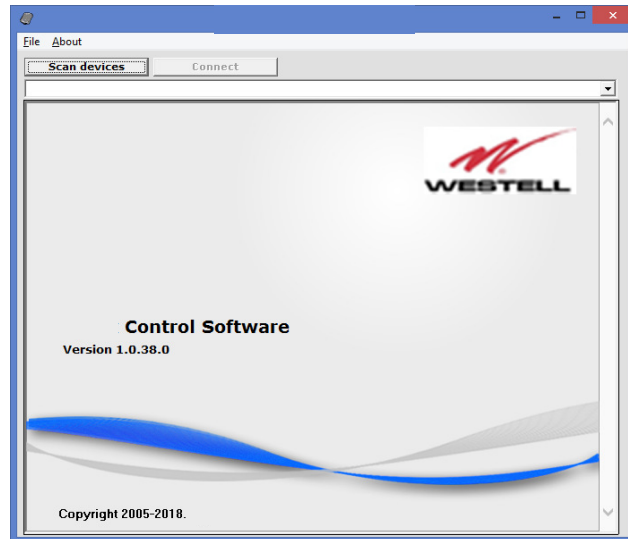 File About
Scan devices Connect
WESTELL
Control Software
Version 1.0.38.0
Copyright 2005-2018.